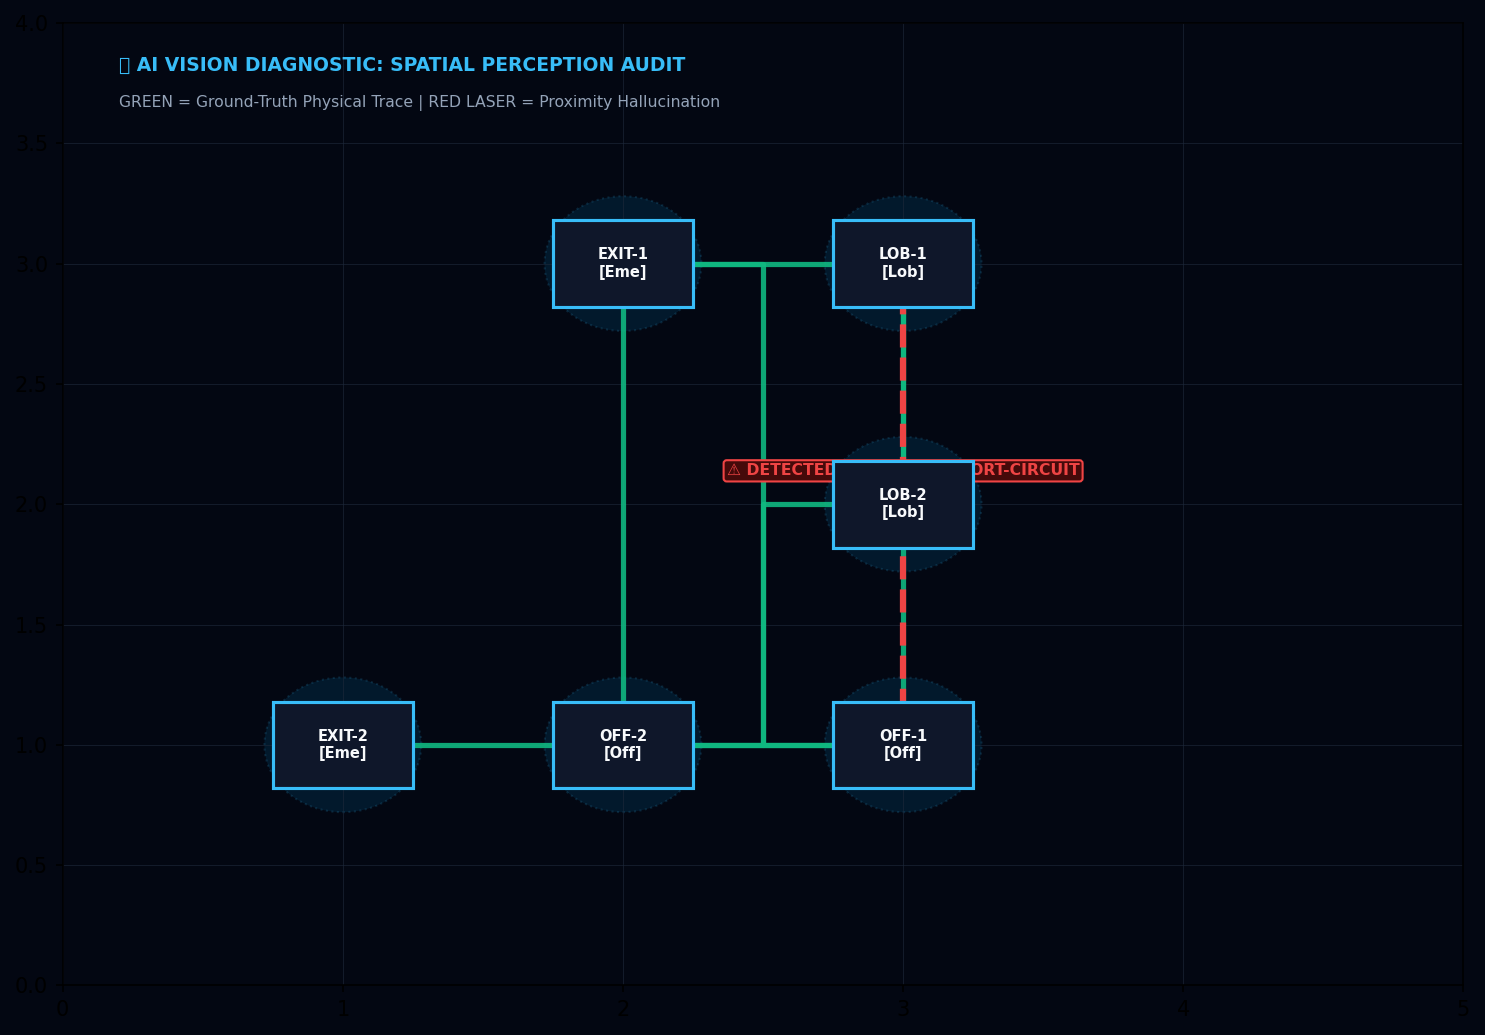 AI VISION DIAGNOSTIC: SPATIAL PERCEPTION AUDIT
GREEN = Ground-Truth Physical Trace | RED LASER = Proximity Hallucination
EXIT-1
[Eme]
LOB-1
[Lob]
⚠ DETECTED ORT-CIRCUIT
LOB-2
[Lob]
EXIT-2
[Eme]
OFF-2
[Off]
OFF-1
[Off]
4.0
3.5
3.0
2.5
2.0
1.5
1.0
0.5
0.0
0
1
2
3
4
5